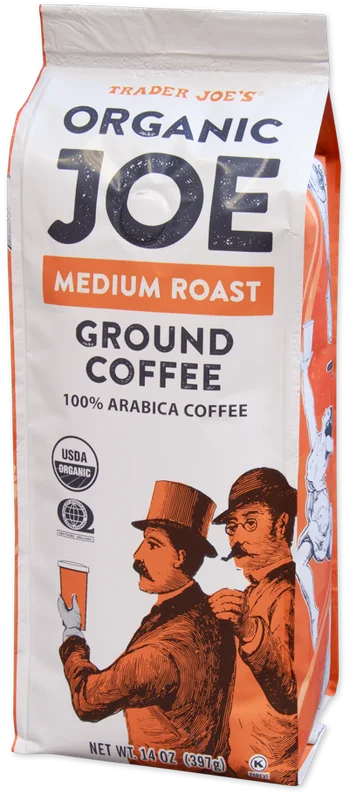 TRADER JOE'S®
ORGANIC
JOE
MEDIUM ROAST
GROUND
COFFEE
100% ARABICA COFFEE
USDA
ORGANIC
NET WT. 14 OZ (397g)
K